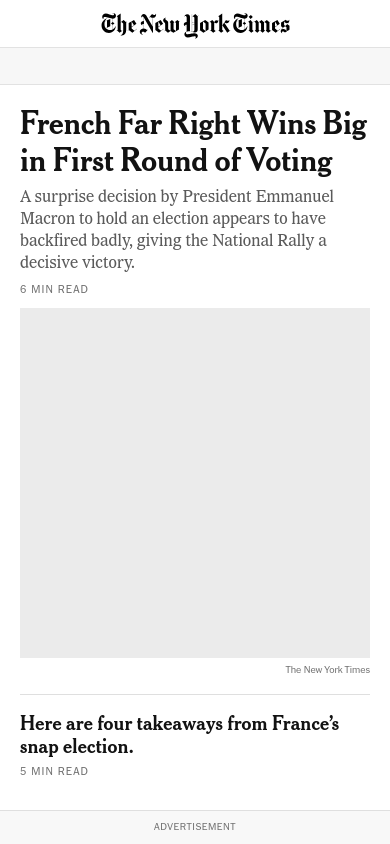 The New York Times
French Far Right Wins Big
in First Round of Voting
A surprise decision by President Emmanuel
Macron to hold an election appears to have
backfired badly, giving the National Rally a
decisive victory.
6 MIN READ
The New York Times
Here are four takeaways from France’s
snap election.
5 MIN READ
ADVERTISEMENT